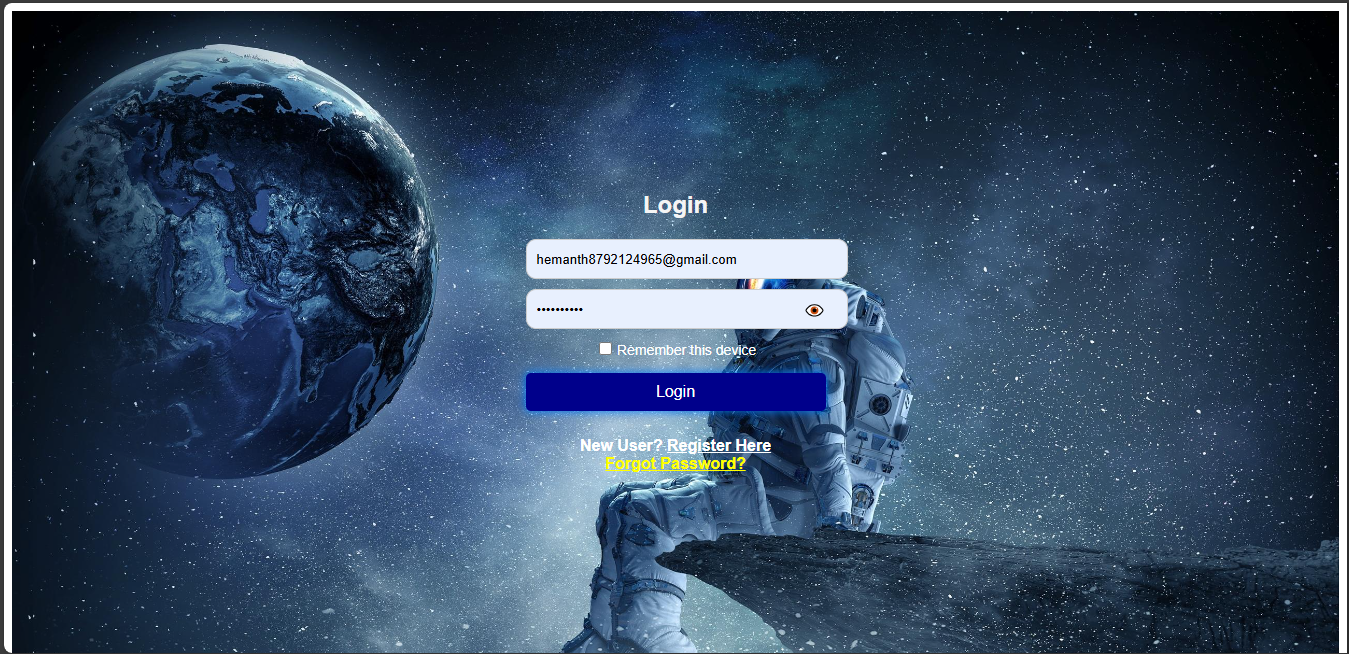 Login
hemanth8792124965@gmail.com
••••••••••
Remember this device
Login
New User? Register Here
Forgot Password?